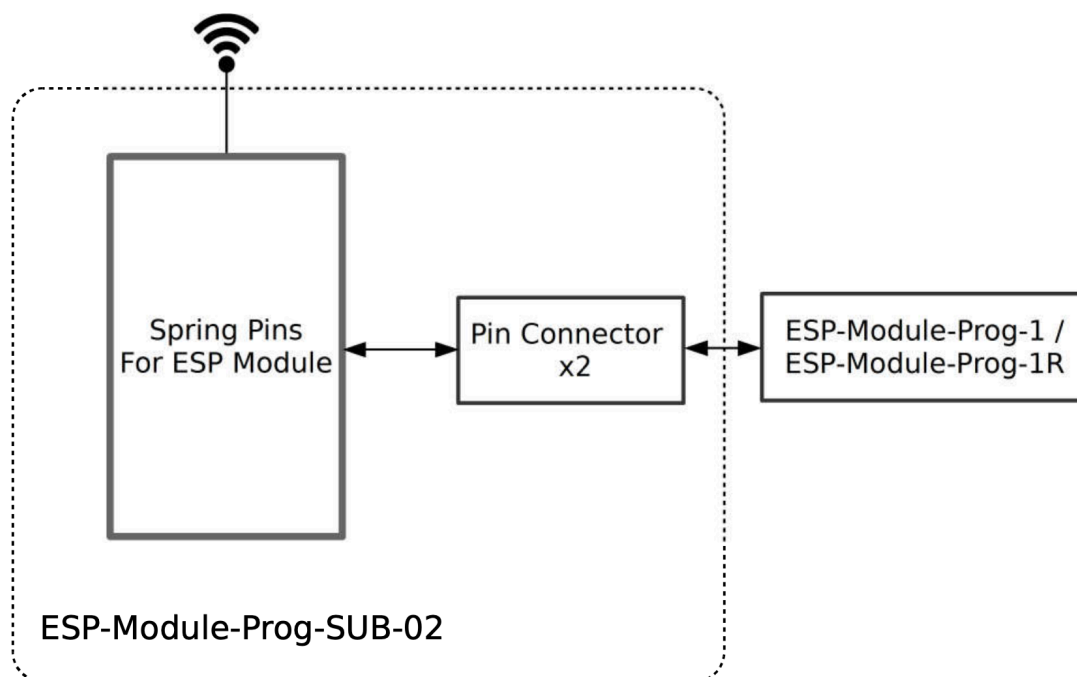 Spring Pins
For ESP Module
Pin Connector
x2
ESP-Module-Prog-1 /
ESP-Module-Prog-1R
ESP-Module-Prog-SUB-02